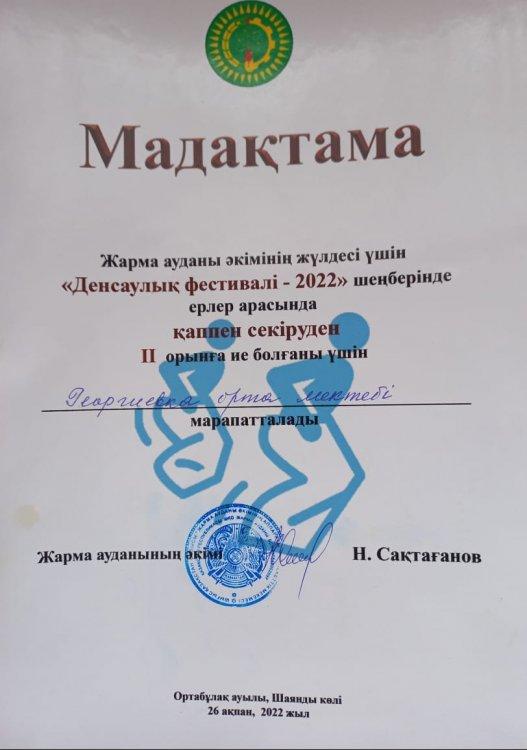 Мадақтама
Жарма ауданы әкімінің жүлдесі үшін
«Денсаулық фестивалі - 2022» шеңберінде
ерлер арасында
қаппен секіруден
II орынға ие болғаны үшін
Георгиевка орта мектебі
марапатталады
Жарма ауданының әкімі Н. Сақтағанов
Ортабұлақ ауылы, Шаянды көлі
26 ақпан, 2022 жыл